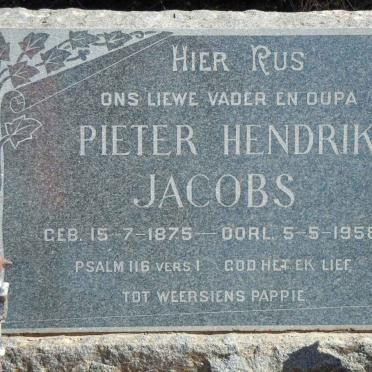 HIER RUS
ONS LIEWE VADER EN OUPA
PIETER HENDRIK
JACOBS
GEB. 15-7-1875 — OORL. 5-5-1958
PSALM 116 VERS 1 GOD HET EK LIEF
TOT WEERSIENS PAPPIE